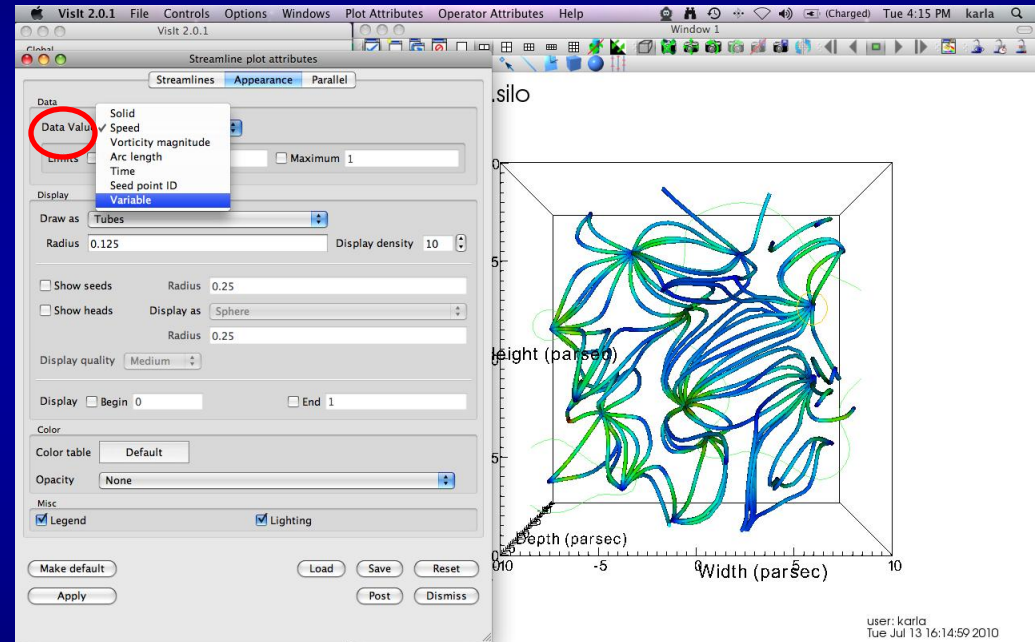 VisIt 2.0.1 File Controls Options Windows Plot Attributes Operator Attributes Help (Charged) Tue 4:15 PM karla
VisIt 2.0.1
Window 1
Global
Streamline plot attributes
Streamlines Appearance Parallel
Data
Data Valu
Solid
✓ Speed
Vorticity magnitude
Arc length
Time
Seed point ID
Variable
Limits
Maximum 1
Display
Draw as Tubes
Radius 0.125 Display density 10
Show seeds Radius 0.25
Show heads Display as Sphere
Radius 0.25
Display quality Medium
Display Begin 0 End 1
Color
Color table Default
Opacity None
Misc
Legend Lighting
Make default Load Save Reset
Apply Post Dismiss
.silo
0
5
Height (parsec)
5
Depth (parsec)
-5 0 5 10
Width (parsec)
user: karla
Tue Jul 13 16:14:59 2010